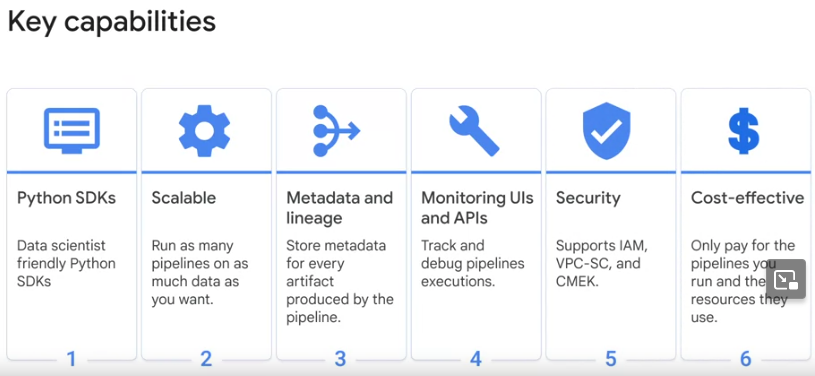 Key capabilities
Python SDKs
Data scientist
friendly Python
SDKs
1
Scalable
Run as many
pipelines on as
much data as
you want.
2
Metadata and
lineage
Store metadata
for every
artifact
produced by the
pipeline.
3
Monitoring UIs
and APIs
Track and
debug pipelines
executions.
4
Security
Supports IAM,
VPC-SC, and
CMEK.
5
Cost-effective
Only pay for the
pipelines you
run and the
resources they
use.
6